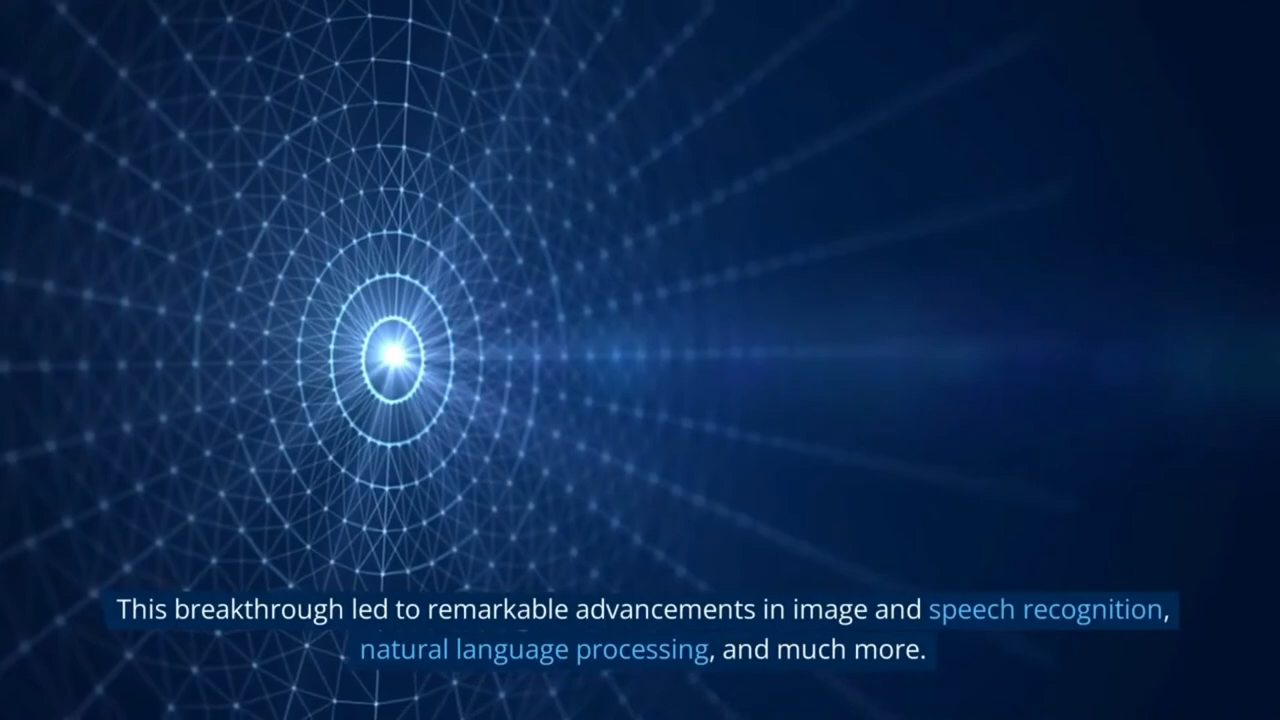 This breakthrough led to remarkable advancements in image and speech recognition,
natural language processing, and much more.